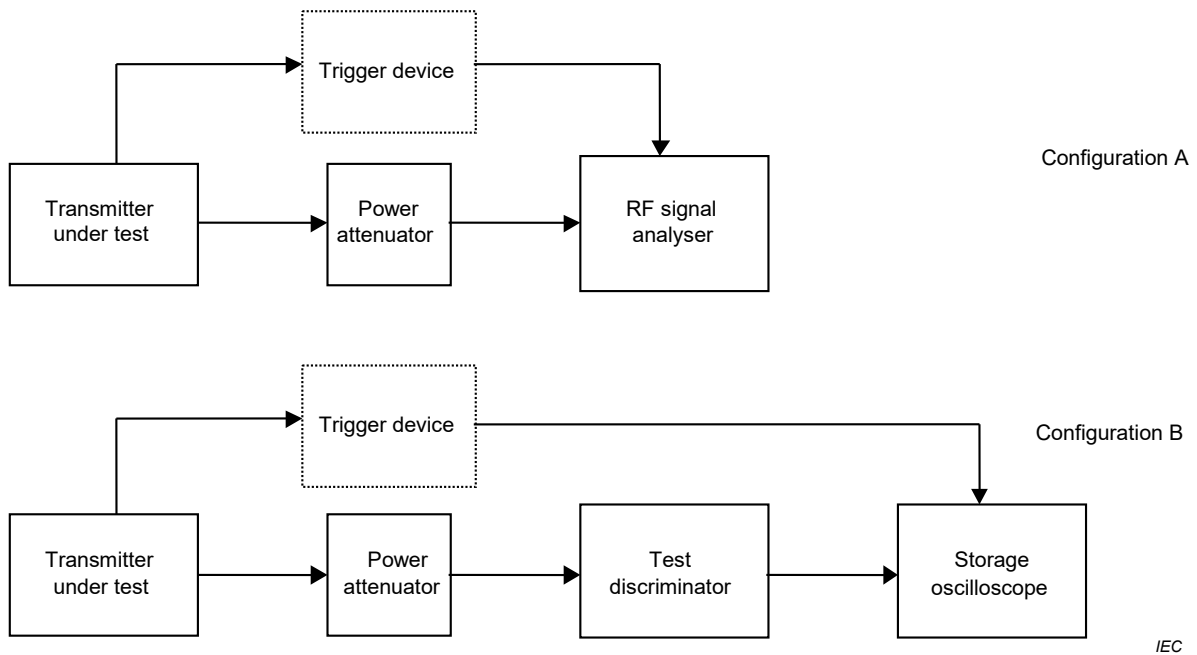 Trigger device
Configuration A
Transmitter
under test
Power
attenuator
RF signal
analyser
Trigger device
Configuration B
Transmitter
under test
Power
attenuator
Test
discriminator
Storage
oscilloscope
IEC